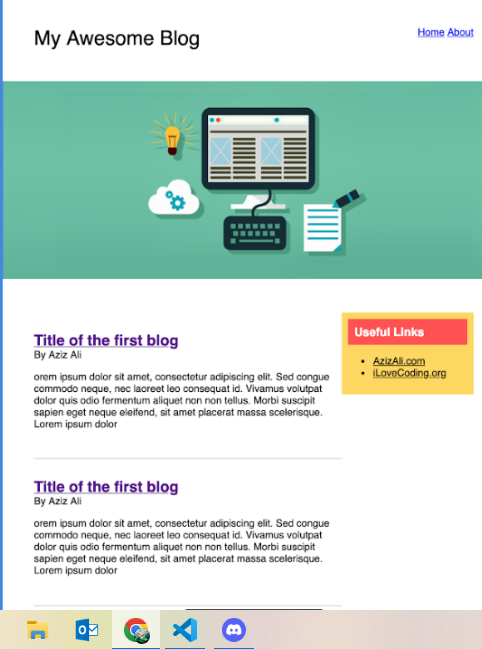 My Awesome Blog
Home About
Title of the first blog
By Aziz Ali
orem ipsum dolor sit amet, consectetur adipiscing elit. Sed congue
commodo neque, nec laoreet leo consequat id. Vivamus volutpat
dolor quis odio fermentum aliquet non non tellus. Morbi suscipit
sapien eget neque eleifend, sit amet placerat massa scelerisque.
Lorem ipsum dolor
Useful Links
AzizAli.com
iLoveCoding.org
Title of the first blog
By Aziz Ali
orem ipsum dolor sit amet, consectetur adipiscing elit. Sed congue
commodo neque, nec laoreet leo consequat id. Vivamus volutpat
dolor quis odio fermentum aliquet non non tellus. Morbi suscipit
sapien eget neque eleifend, sit amet placerat massa scelerisque.
Lorem ipsum dolor